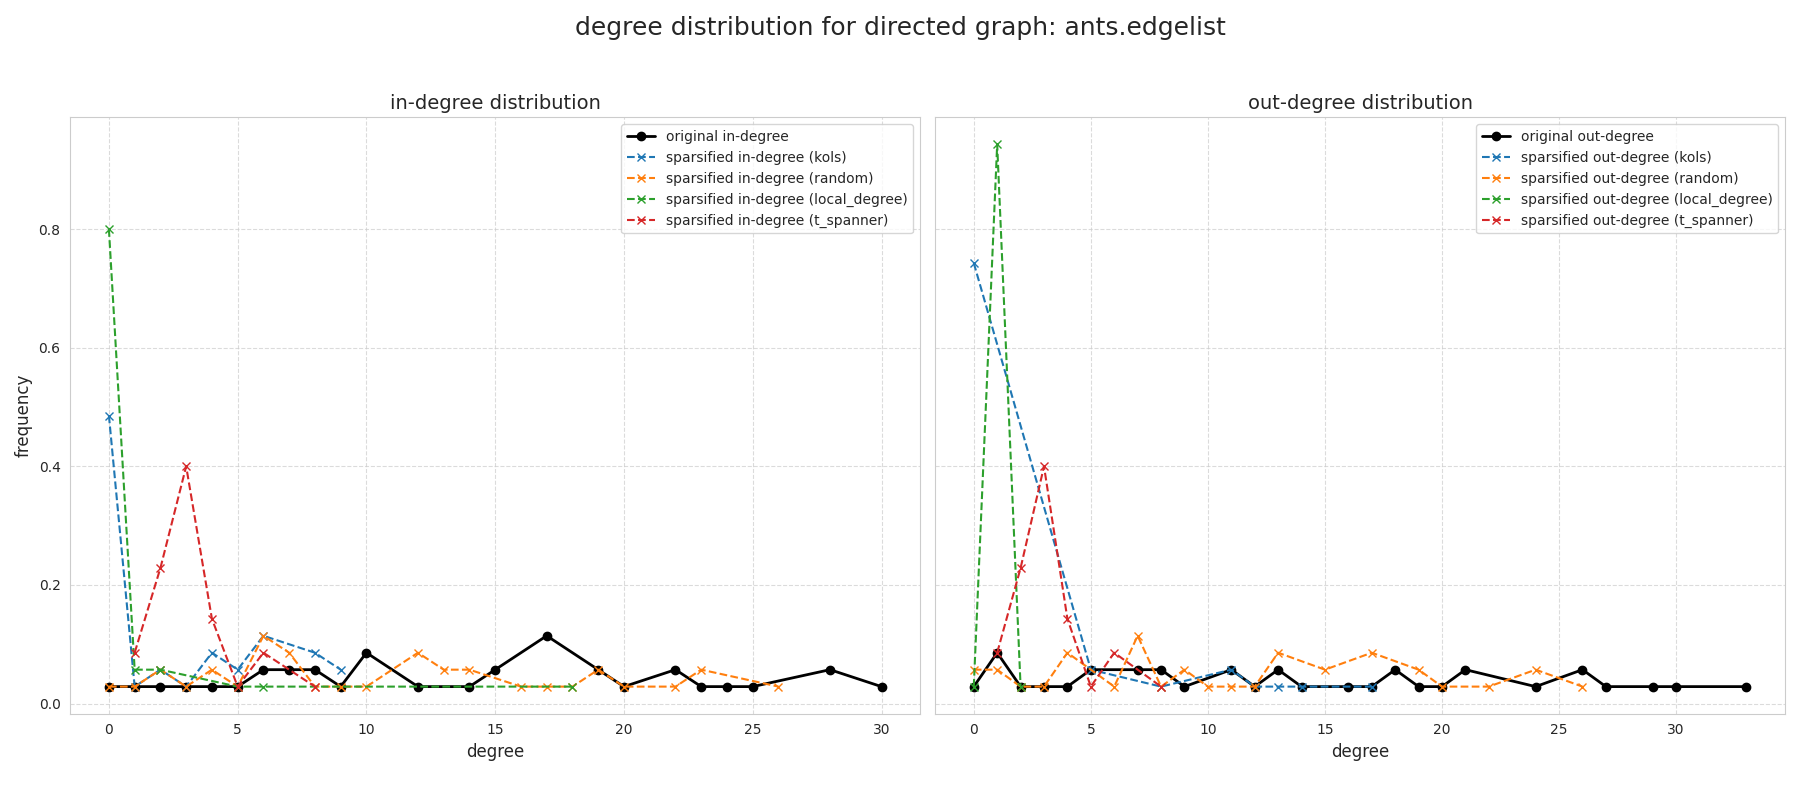 degree distribution for directed graph: ants.edgelist
in-degree distribution
original in-degree
sparsified in-degree (kols)
sparsified in-degree (random)
sparsified in-degree (local_degree)
sparsified in-degree (t_spanner)
frequency
0.8
0.6
0.4
0.2
0.0
0 5 10 15 20 25 30
degree
out-degree distribution
original out-degree
sparsified out-degree (kols)
sparsified out-degree (random)
sparsified out-degree (local_degree)
sparsified out-degree (t_spanner)
0 5 10 15 20 25 30
degree